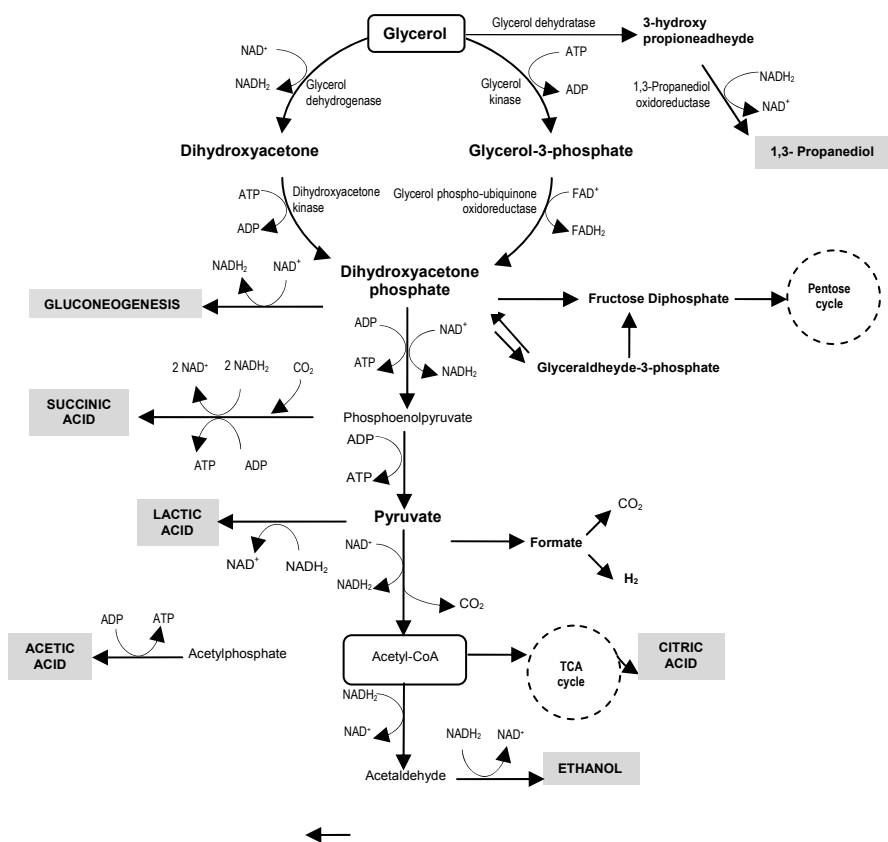 Glycerol
Glycerol dehydratase
3-hydroxy
propioneadheyde
NAD⁺
NADH₂
Glycerol
dehydrogenase
ATP
ADP
Glycerol
kinase
1,3-Propanediol
oxidoreductase
NADH₂
NAD⁺
1,3- Propanediol
Dihydroxyacetone
Glycerol-3-phosphate
ATP
ADP
Dihydroxyacetone
kinase
Glycerol phospho-ubiquinone
oxidoreductase
FAD⁺
FADH₂
Dihydroxyacetone
phosphate
NADH₂
NAD⁺
GLUCONEOGENESIS
Fructose Diphosphate
Pentose
cycle
ADP
ATP
NAD⁺
NADH₂
Glyceraldheyde-3-phosphate
2 NAD⁺
2 NADH₂
CO₂
SUCCINIC
ACID
ATP
ADP
Phosphoenolpyruvate
ADP
ATP
LACTIC
ACID
Pyruvate
NAD⁺
NADH₂
Formate
CO₂
H₂
NAD⁺
NADH₂
CO₂
ADP
ATP
ACETIC
ACID
Acetylphosphate
Acetyl-CoA
TCA
cycle
CITRIC
ACID
NADH₂
NAD⁺
NADH₂
NAD⁺
Acetaldehyde
ETHANOL